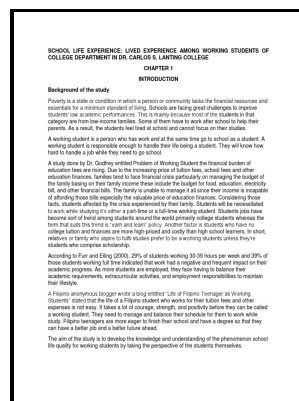 SCHOOL LIFE EXPERIENCE: LIVED EXPERIENCE AMONG WORKING STUDENTS OF
COLLEGE DEPARTMENT IN DR. CARLOS S. LANTING COLLEGE
CHAPTER 1
INTRODUCTION
Background of the study
Poverty is a state or condition in which a person or community lacks the financial resources and
essentials for a minimum standard of living. Schools are facing great challenges to improve
students' low academic performances. This is mainly because most of the students in that
category are from low-income families. Some of them have to work after school to help their
parents. As a result, the students feel tired at school and cannot focus on their studies.
A working student is a person who has work and at the same time go to school as a student. A
working student is responsible enough to handle their life being a student. They will know how
hard to handle a job while they need to go school.
A study done by Dr. Godfrey entitled Problem of Working Student the financial burden of
education fees are rising. Due to the increasing price of tuition fees, school fees and other
education finances, families tend to face financial crisis particularly on managing the budget of
the family basing on their family income these include the budget for food, education, electricity
bill, and other financial bills. The family is unable to manage it all since their income is incapable
of affording those bills especially the valuable price of education finances. Considering those
facts, students affected by the crisis experienced by their family. Students will be necessitated
to work while studying it's either a part-time or a full-time working student. Students jobs have
become sort of trend among students around the world primarily college students whereas the
term that suits this trend is "earn and learn" policy. Another factor is students who have no
college tuition and finances are more high-priced and costly than high school learners. In short,
relatives or family who aspire to fulfil studies prefer to be a working students unless they're
students who comprise scholarship.
According to Furr and Elling (2000), 29% of students working 30-39 hours per week and 39% of
those students working full time indicated that work had a negative and frequent impact on their
academic progress. As more students are employed, they face having to balance their
academic requirements, extracurricular activities, and employment responsibilities to maintain
their lifestyle.
A Filipino anonymous blogger wrote a blog entitled "Life of Filipino Teenager as Working
Students" stated that the life of a Filipino student who works for their tuition fees and other
expenses is not easy. It takes a lot of courage, strength, and positivity before they can be called
a working student. They need to manage and balance their schedule for them to work while
study. Filipino teenagers are more eager to finish their school and have a degree so that they
can have a better job and a better future ahead.
The aim of the study is to develop the knowledge and understanding of the phenomenon school
life quality for working students by taking the perspective of the students themselves.